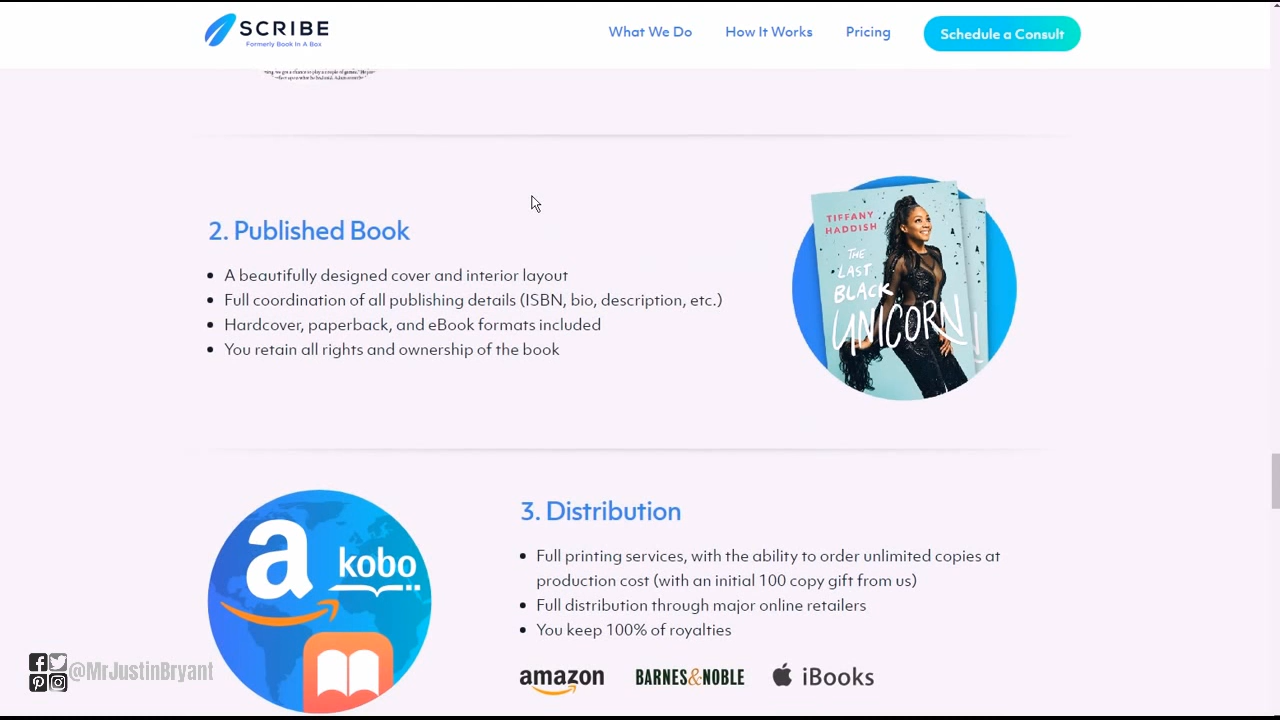 SCRIBE
Formerly Book In A Box
What We Do
How It Works
Pricing
Schedule a Consult
2. Published Book
A beautifully designed cover and interior layout
Full coordination of all publishing details (ISBN, bio, description, etc.)
Hardcover, paperback, and eBook formats included
You retain all rights and ownership of the book
TIFFANY
HADDISH
THE
LAST
BLACK
UNICORN
a
kobo
3. Distribution
Full printing services, with the ability to order unlimited copies at
production cost (with an initial 100 copy gift from us)
Full distribution through major online retailers
You keep 100% of royalties
amazon
BARNES&NOBLE
iBooks
@MrJustinBryant